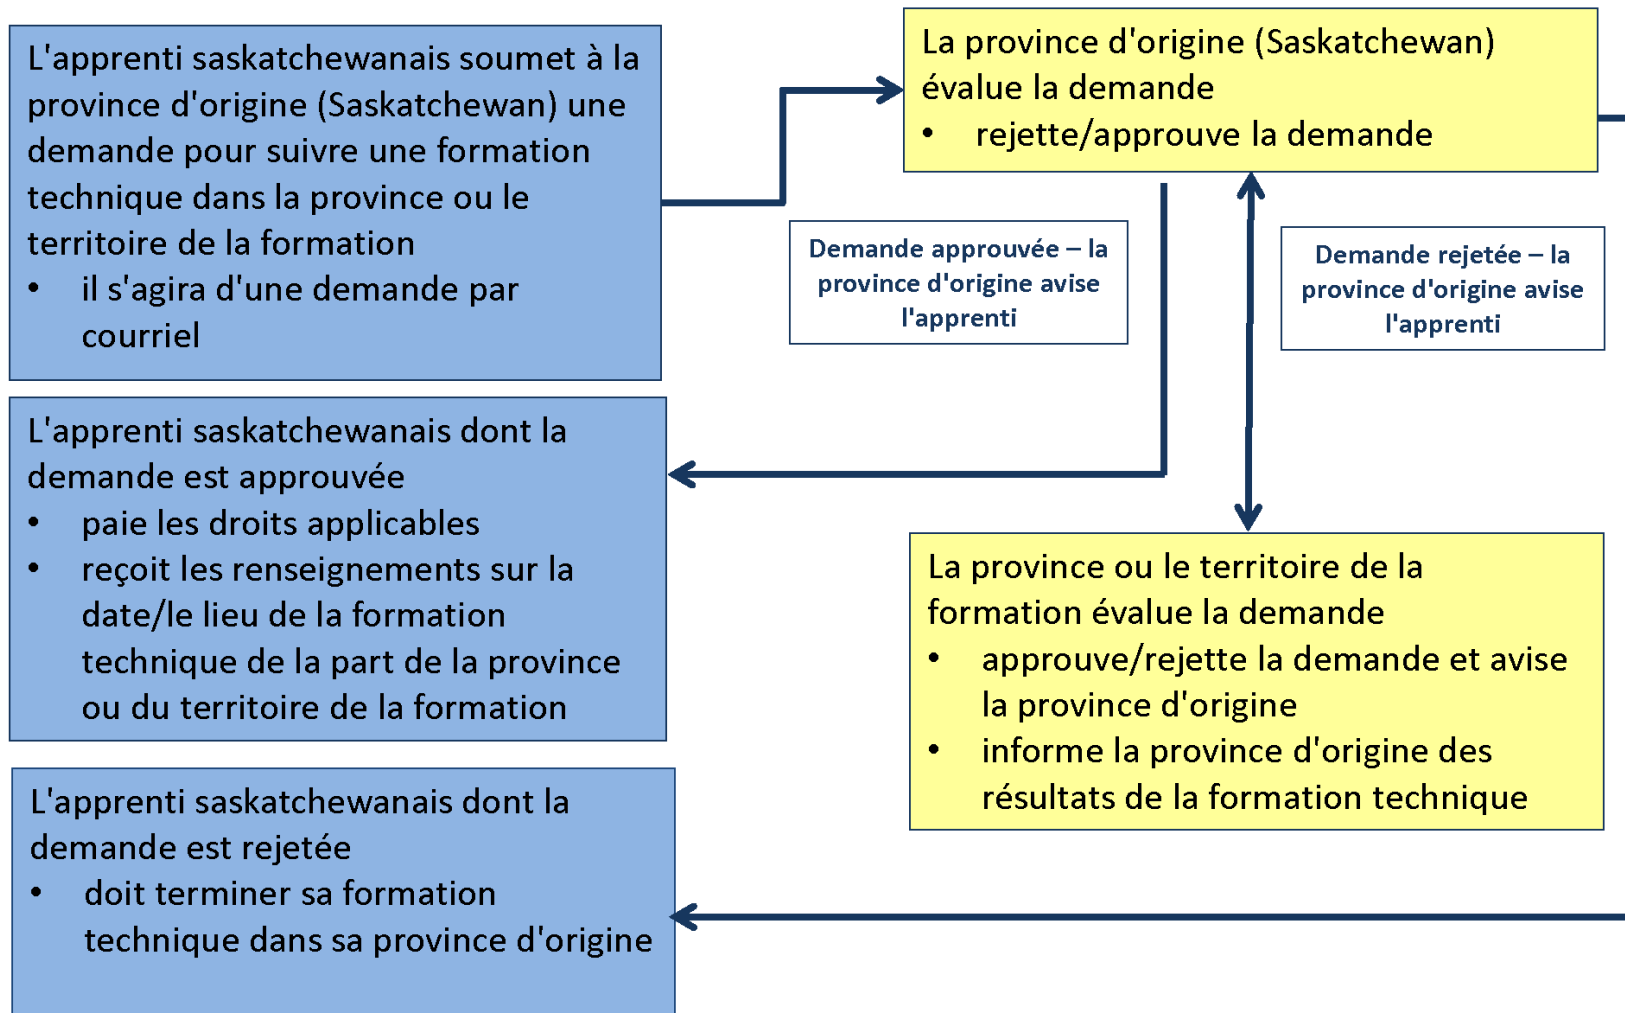 L'apprenti saskatchewanais soumet à la
province d'origine (Saskatchewan) une
demande pour suivre une formation
technique dans la province ou le
territoire de la formation
• il s'agira d'une demande par
courriel
La province d'origine (Saskatchewan)
évalue la demande
• rejette/approuve la demande
Demande approuvée – la
province d'origine avise
l'apprenti
Demande rejetée – la
province d'origine avise
l'apprenti
L'apprenti saskatchewanais dont la
demande est approuvée
• paie les droits applicables
• reçoit les renseignements sur la
date/le lieu de la formation
technique de la part de la province
ou du territoire de la formation
La province ou le territoire de la
formation évalue la demande
• approuve/rejette la demande et avise
la province d'origine
• informe la province d'origine des
résultats de la formation technique
L'apprenti saskatchewanais dont la
demande est rejetée
• doit terminer sa formation
technique dans sa province d'origine